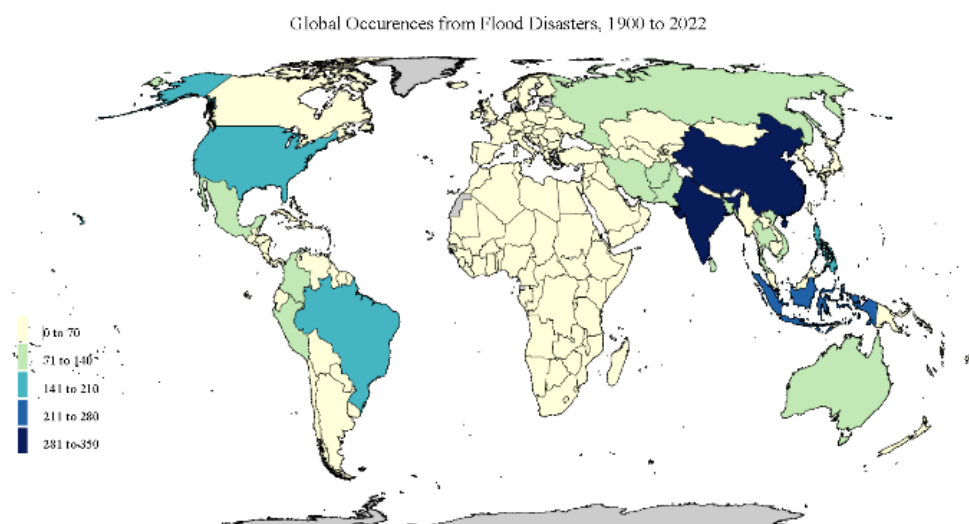 Global Occurences from Flood Disasters, 1900 to 2022
0 to 70
71 to 140
141 to 210
211 to 280
281 to 350